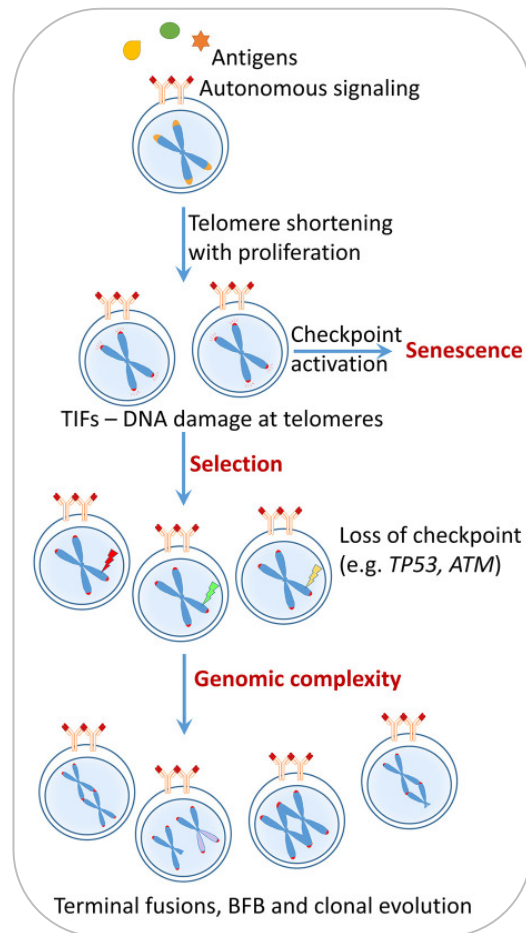 Antigens
Autonomous signaling
Telomere shortening
with proliferation
Checkpoint
activation
Senescence
TIFs – DNA damage at telomeres
Selection
Loss of checkpoint
(e.g. TP53, ATM)
Genomic complexity
Terminal fusions, BFB and clonal evolution